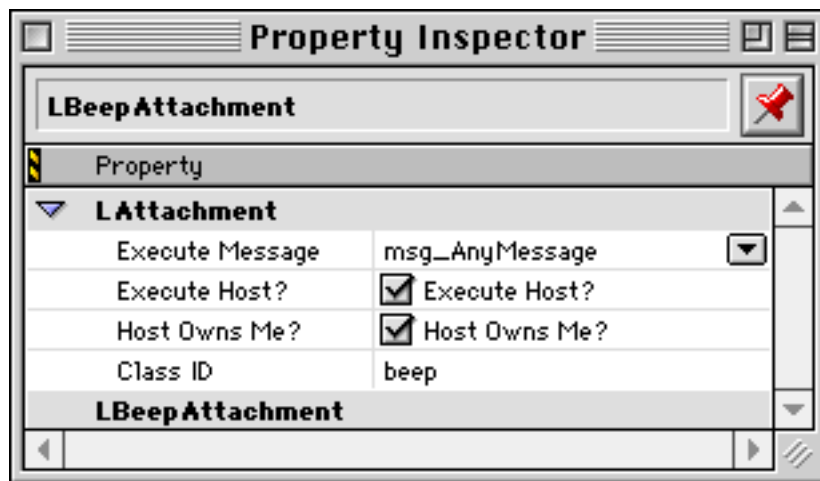 Property Inspector
LBeepAttachment
Property
LAttachment
Execute Message msg_AnyMessage
Execute Host? Execute Host?
Host Owns Me? Host Owns Me?
Class ID beep
LBeepAttachment